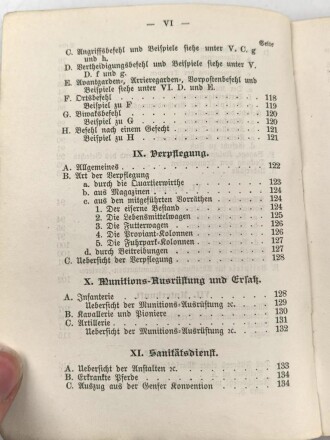 — VI —
Seite
C. Angriffsbefehl und Beispiele siehe unter V. C. g
und h.
D. Vertheidigungsbefehl und Beispiele siehe unter V.
D. f und g.
E. Avantgarden-, Arrieregarden-, Vorpostenbefehl und
Beispiele siehe unter VI. D. und E.
F. Ortsbefehl . . . . . . . . . . 118
Beispiel zu F . . . . . . . . . 119
G. Biwaksbefehl . . . . . . . . . 120
Beispiel zu G . . . . . . . . . 120
H. Befehl nach einem Gefecht . . . . . . 121
Beispiel zu H . . . . . . . . . 121
IX. Verpflegung.
A. Allgemeines . . . . . . . . . . 122
B. Art der Verpflegung
a. durch die Quartierwirthe . . . . . . 123
b. aus Magazinen . . . . . . . . 124
c. aus den mitgeführten Vorräthen . . . . 124
1. Der eiserne Bestand . . . . . . 124
2. Die Lebensmittelwagen . . . . . 125
3. Die Futterwagen . . . . . . . 126
4. Die Proviant-Kolonnen . . . . . 126
5. Die Fuhrpark-Kolonnen . . . . . 127
d. durch Beitreibungen . . . . . . . 127
C. Uebersicht der Verpflegung . . . . . . 128
X. Munitions-Ausrüstung und Ersatz.
A. Infanterie . . . . . . . . . . 128
Uebersicht der Munitions-Ausrüstung ꝛc. . . . 129
B. Kavallerie und Pioniere . . . . . . . 130
C. Artillerie . . . . . . . . . . . 131
Uebersicht der Munitions-Ausrüstung ꝛc. . . . 132
XI. Sanitätsdienst.
A. Uebersicht der Anstalten ꝛc. . . . . . . 133
B. Erkrankte Pferde . . . . . . . . . 134
C. Auszug aus der Genfer Konvention . . . . 134